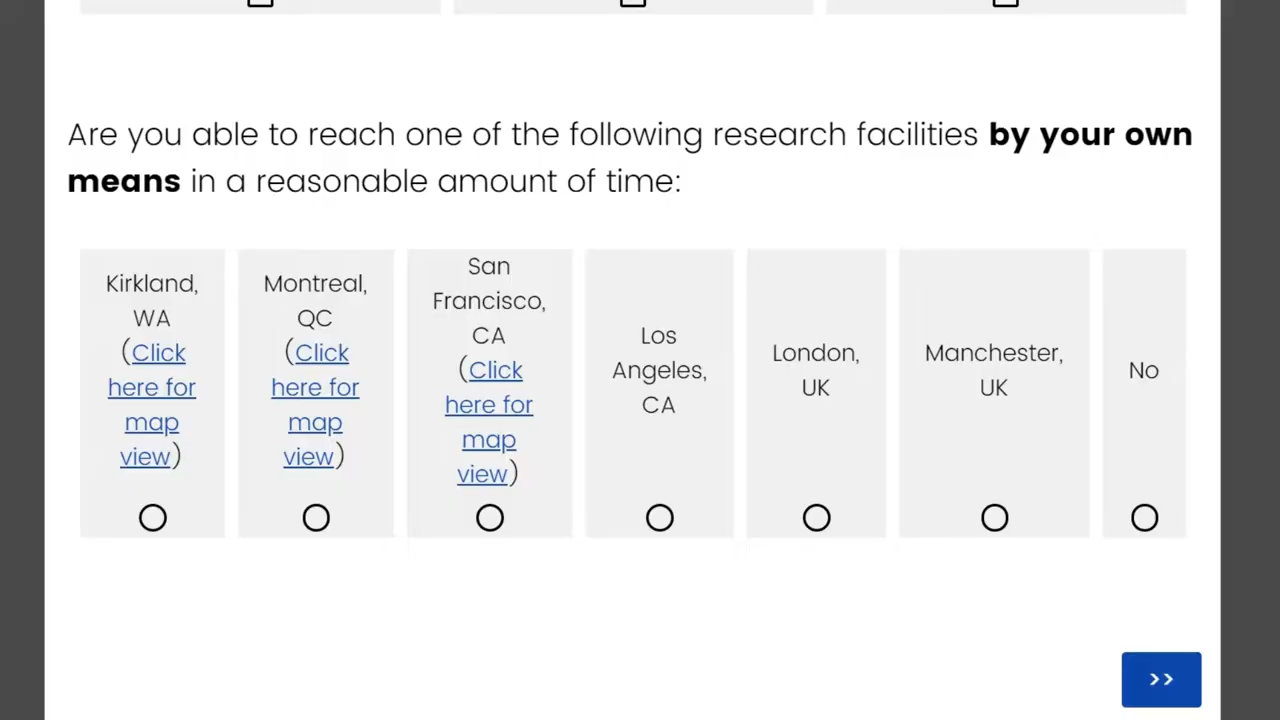 Are you able to reach one of the following research facilities by your own
means in a reasonable amount of time:
Kirkland,
WA
(Click
here for
map
view)
Montreal,
QC
(Click
here for
map
view)
San
Francisco,
CA
(Click
here for
map
view)
Los
Angeles,
CA
London,
UK
Manchester,
UK
No
>>